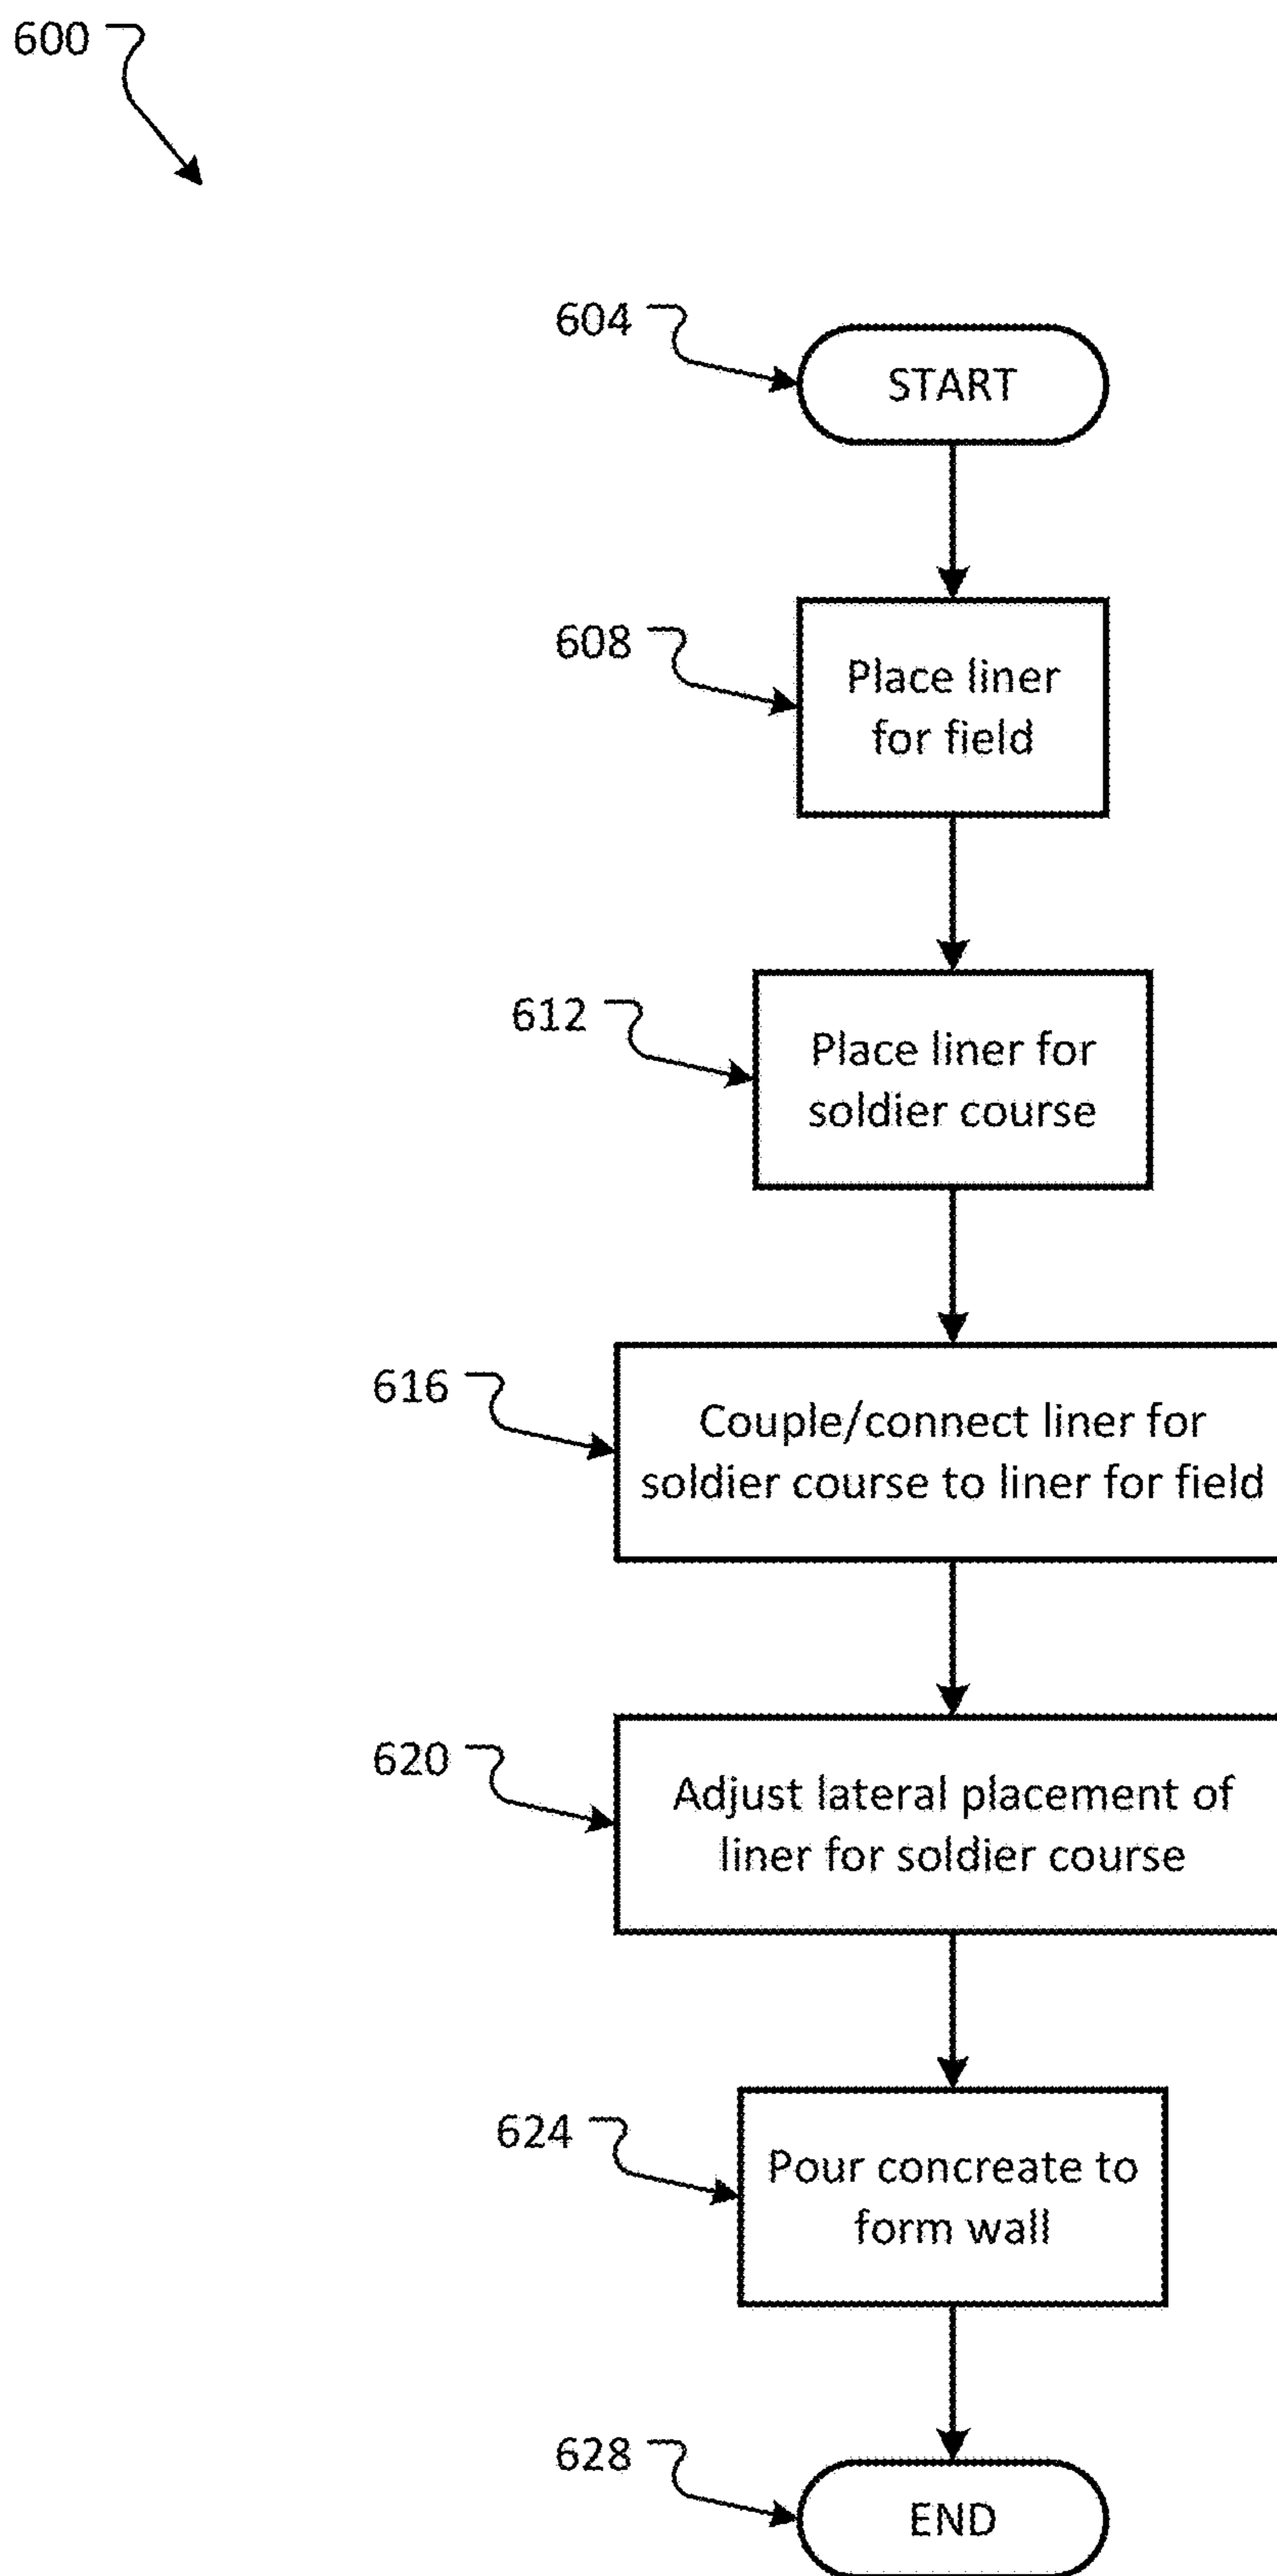 600
604
START
608
Place liner
for field
612
Place liner for
soldier course
616
Couple/connect liner for
soldier course to liner for field
620
Adjust lateral placement of
liner for soldier course
624
Pour concreate to
form wall
628
END